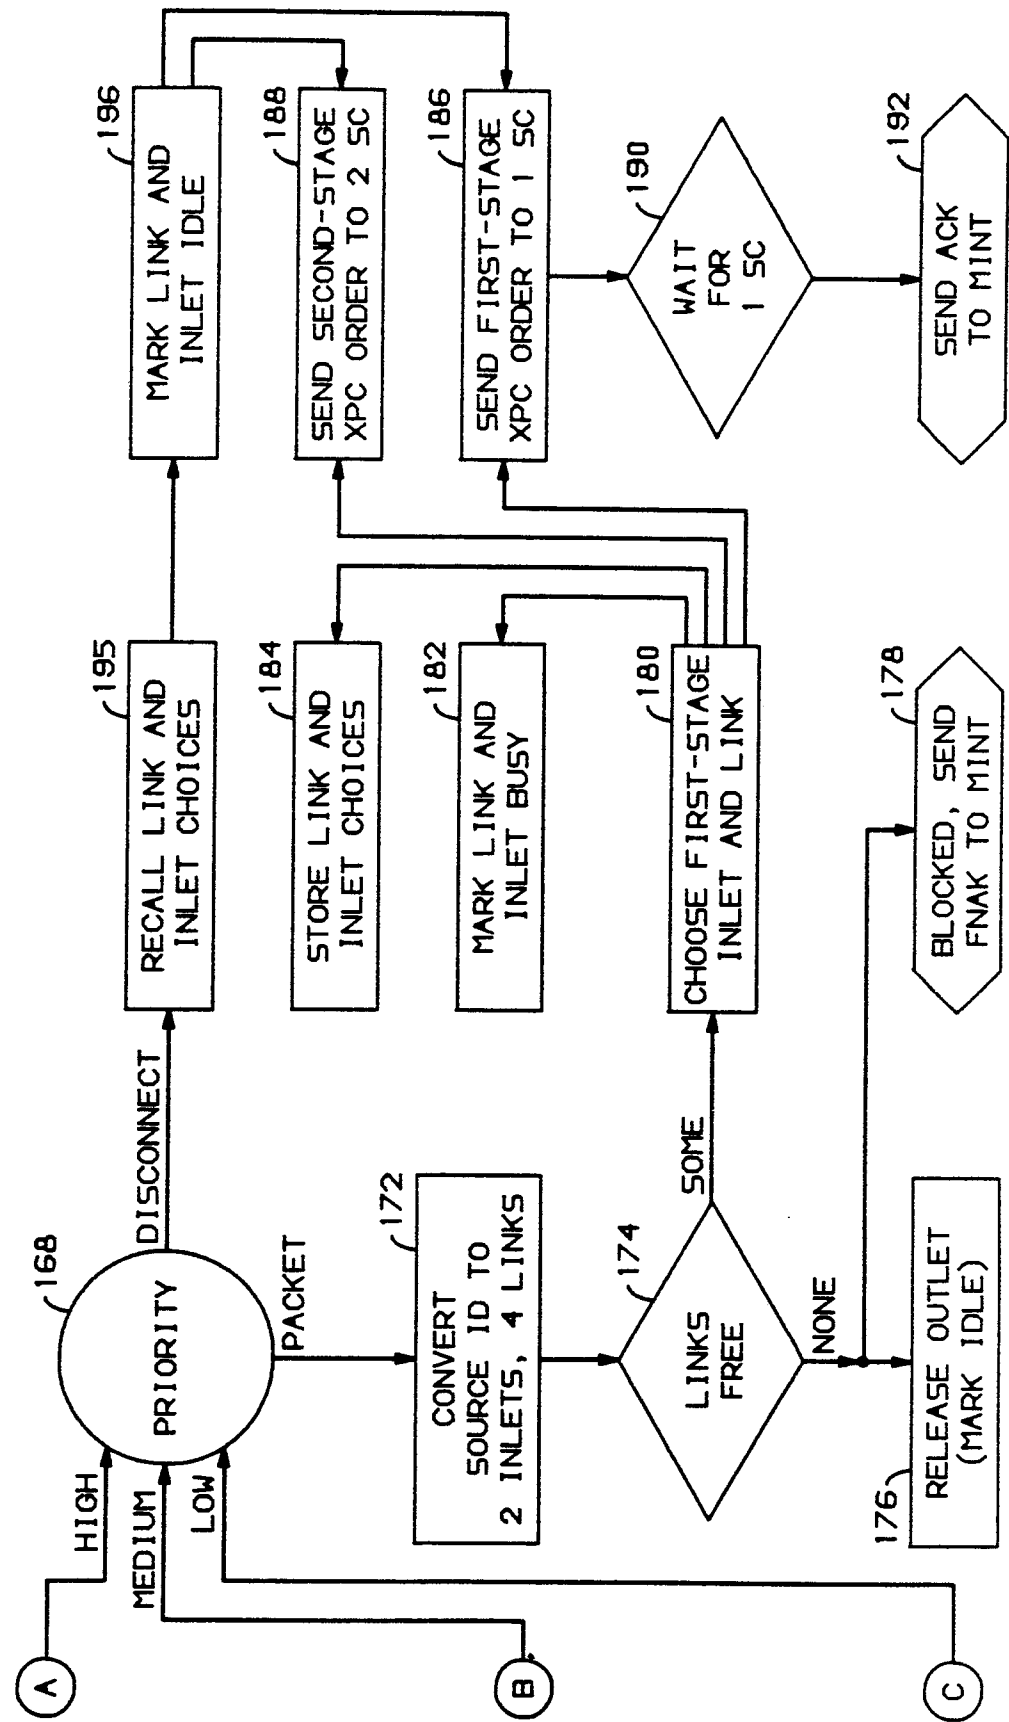 A
B
C
HIGH
MEDIUM
LOW
168
PRIORITY
DISCONNECT
PACKET
195
RECALL LINK AND
INLET CHOICES
196
MARK LINK AND
INLET IDLE
172
CONVERT
SOURCE ID TO
2 INLETS, 4 LINKS
184
STORE LINK AND
INLET CHOICES
188
SEND SECOND-STAGE
XPC ORDER TO 2 SC
182
MARK LINK AND
INLET BUSY
186
SEND FIRST-STAGE
XPC ORDER TO 1 SC
174
LINKS
FREE
SOME
NONE
180
CHOOSE FIRST-STAGE
INLET AND LINK
190
WAIT
FOR
1 SC
176
RELEASE OUTLET
(MARK IDLE)
178
BLOCKED, SEND
FNAK TO MINT
192
SEND ACK
TO MINT